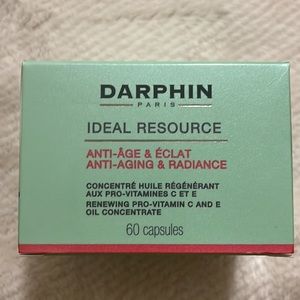 DARPHIN
PARIS
IDEAL RESOURCE
ANTI-ÂGE & ÉCLAT
ANTI-AGING & RADIANCE
CONCENTRÉ HUILE RÉGÉNÉRANT
AUX PRO-VITAMINES C ET E
RENEWING PRO-VITAMIN C AND E
OIL CONCENTRATE
60 capsules